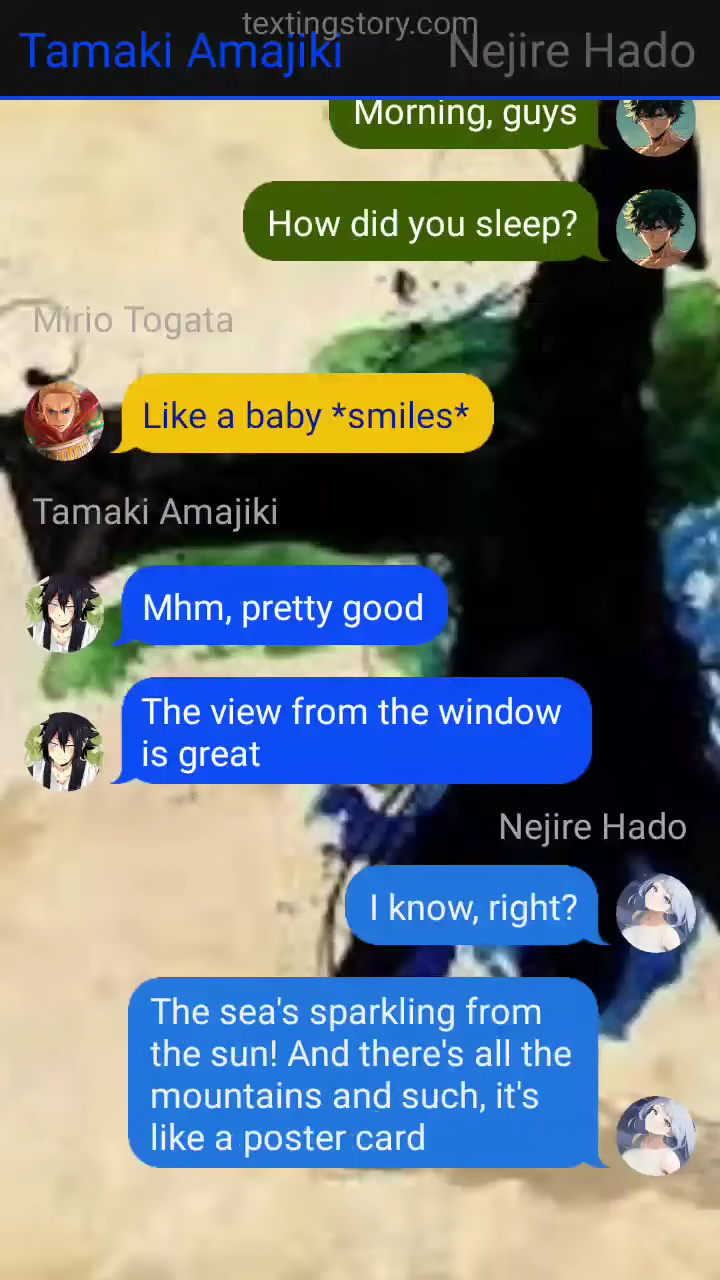 textingstory.com
Tamaki Amajiki
Nejire Hado
Morning, guys
How did you sleep?
Mirio Togata
Like a baby *smiles*
Tamaki Amajiki
Mhm, pretty good
The view from the window
is great
Nejire Hado
I know, right?
The sea's sparkling from
the sun! And there's all the
mountains and such, it's
like a poster card